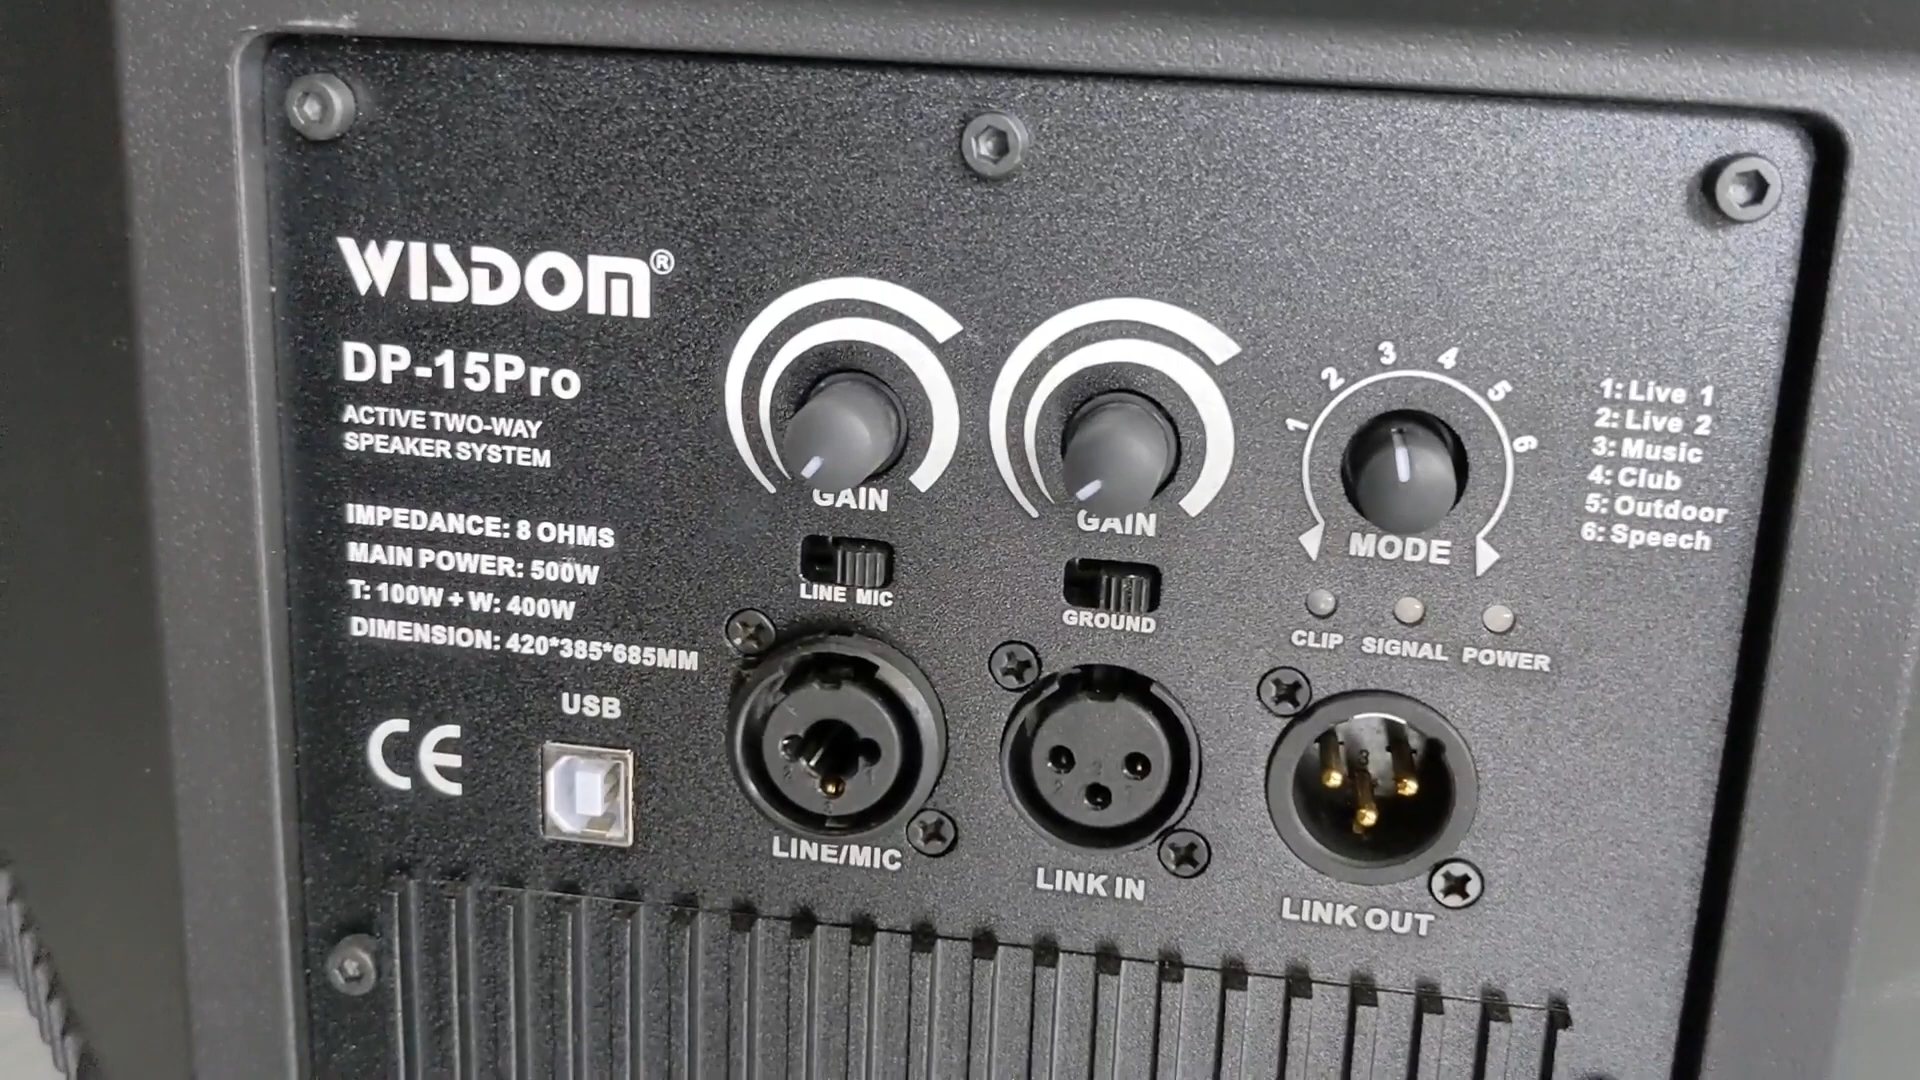 WISDOM®
DP-15Pro
ACTIVE TWO-WAY
SPEAKER SYSTEM
IMPEDANCE: 8 OHMS
MAIN POWER: 500W
T: 100W + W: 400W
DIMENSION: 420*385*685MM
CE
USB
GAIN
LINE MIC
LINE/MIC
GAIN
GROUND
LINK IN
1 2 3 4 5 6
MODE
1: Live 1
2: Live 2
3: Music
4: Club
5: Outdoor
6: Speech
CLIP SIGNAL POWER
3
LINK OUT